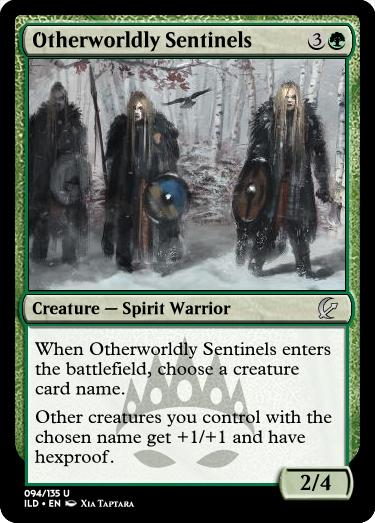 Otherworldly Sentinels 3
Creature — Spirit Warrior
When Otherworldly Sentinels enters
the battlefield, choose a creature
card name.
Other creatures you control with the
chosen name get +1/+1 and have
hexproof.
2/4
094/135 U
ILD • EN Xia Taptara